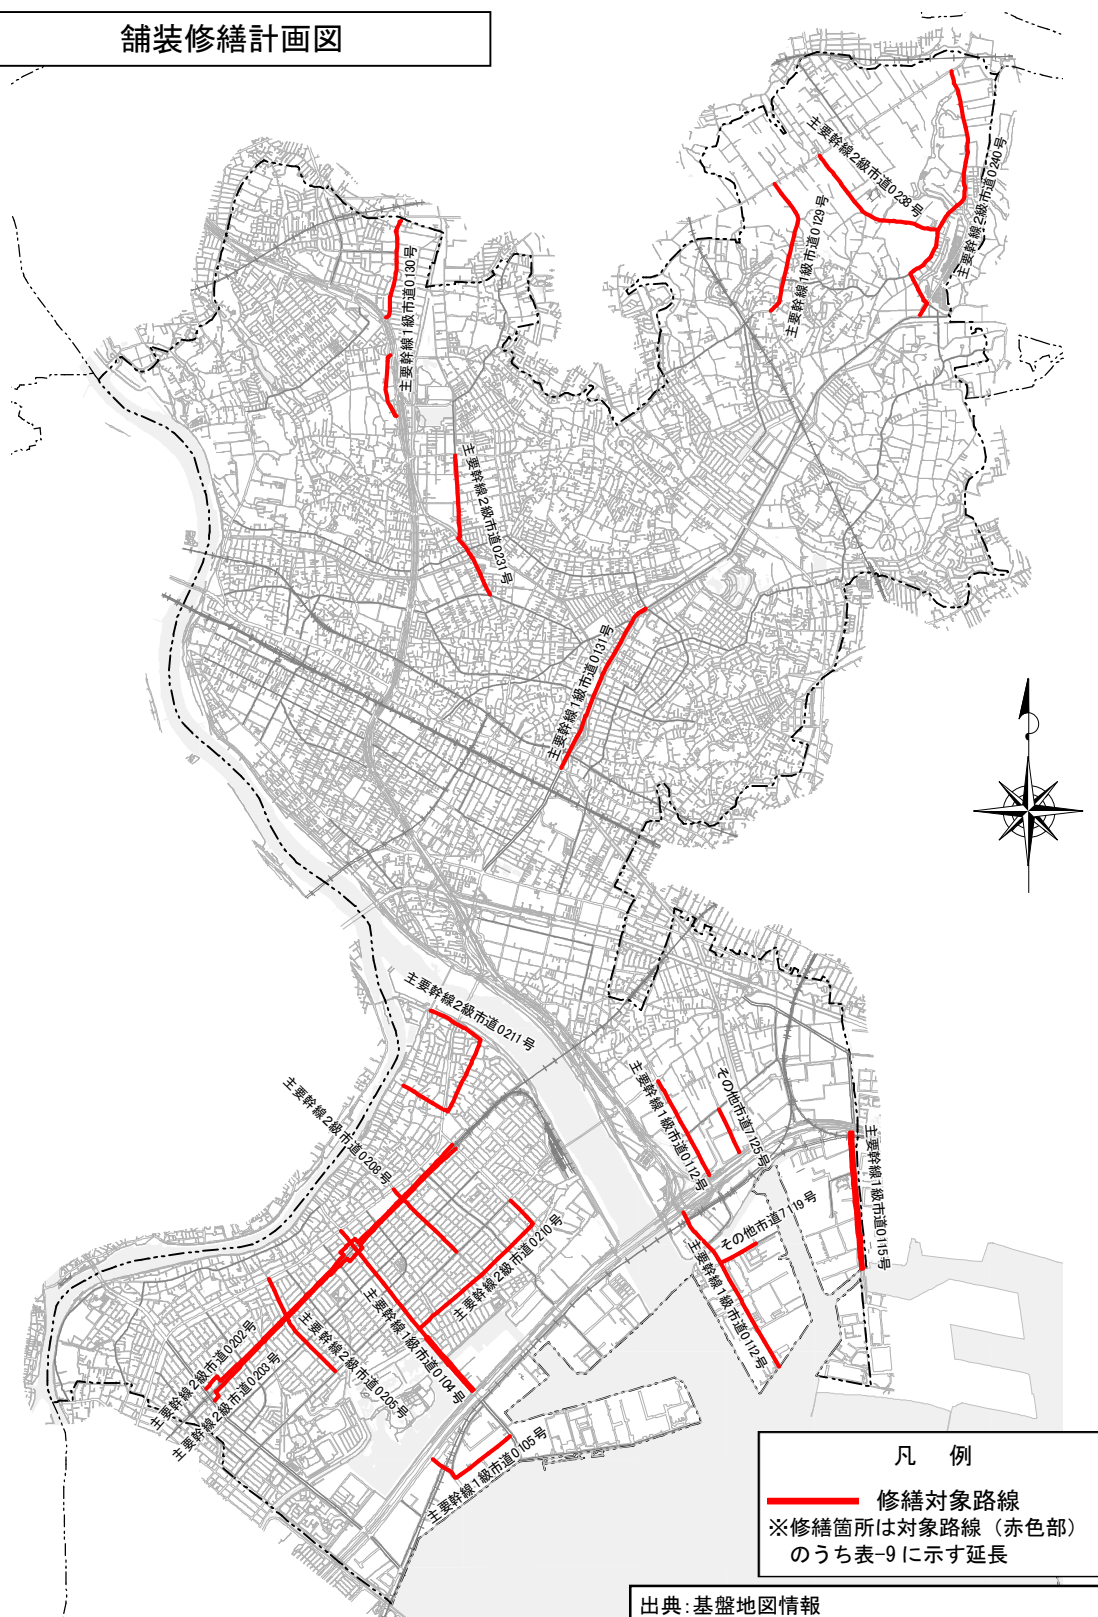 舗装修繕計画図
主要幹線2級市道0238号
主要幹線2級市道0240号
主要幹線1級市道0129号
主要幹線1級市道0130号
主要幹線2級市道0231号
主要幹線1級市道0131号
主要幹線2級市道0211号
主要幹線2級市道0208号
主要幹線1級市道0112号
その他市道7125号
主要幹線1級市道0115号
その他市道7119号
主要幹線2級市道0210号
主要幹線1級市道0112号
主要幹線1級市道0104号
主要幹線2級市道0205号
主要幹線2級市道0202号
主要幹線2級市道0203号
主要幹線1級市道0105号
凡 例
修繕対象路線
※修繕箇所は対象路線（赤色部）
のうち表-9に示す延長
出典:基盤地図情報